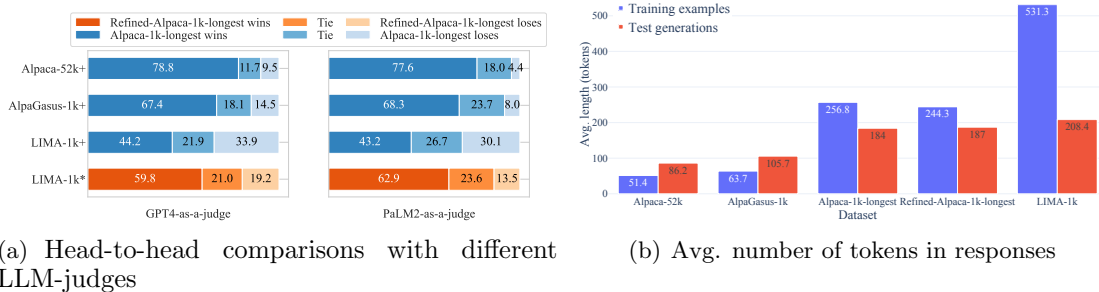 Refined-Alpaca-1k-longest wins Tie Refined-Alpaca-1k-longest loses
Alpaca-1k-longest wins Tie Alpaca-1k-longest loses
Alpaca-52k+ 78.8 11.7 9.5 77.6 18.0 4.4
AlpaGasus-1k+ 67.4 18.1 14.5 68.3 23.7 8.0
LIMA-1k+ 44.2 21.9 33.9 43.2 26.7 30.1
LIMA-1k* 59.8 21.0 19.2 62.9 23.6 13.5
GPT4-as-a-judge PaLM2-as-a-judge
(a) Head-to-head comparisons with different
LLM-judges
Training examples
Test generations
Avg. length (tokens)
500
400
300
200
100
0
51.4 86.2 63.7 105.7 256.8 184 244.3 187 531.3 208.4
Alpaca-52k AlpaGasus-1k Alpaca-1k-longest Refined-Alpaca-1k-longest LIMA-1k
Dataset
(b) Avg. number of tokens in responses